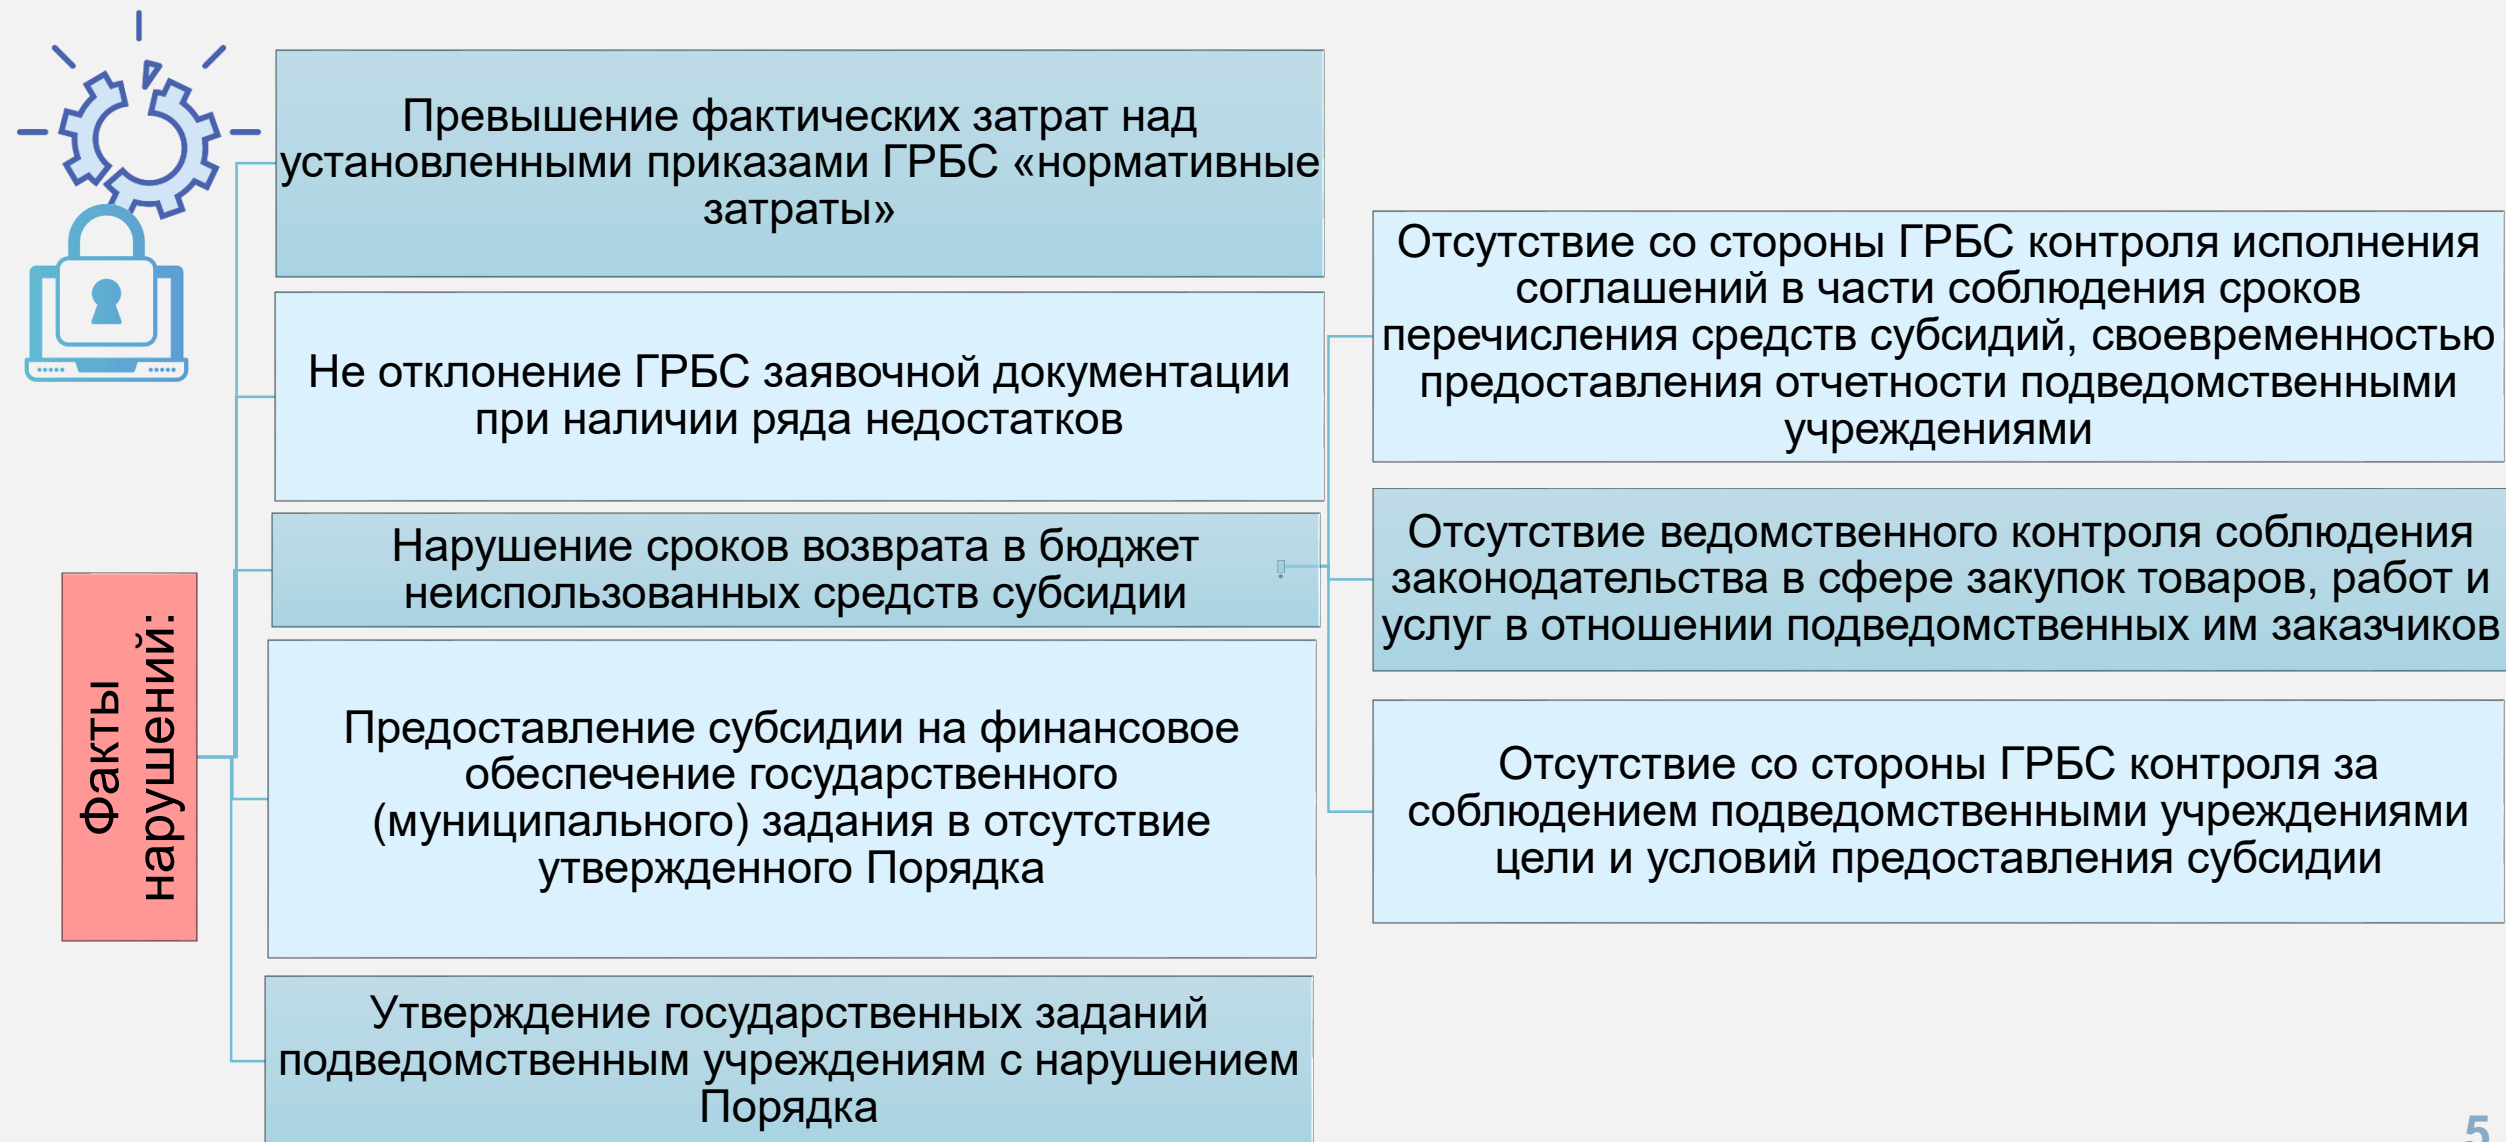 Факты
нарушений:
Превышение фактических затрат над
установленными приказами ГРБС «нормативные
затраты»
Не отклонение ГРБС заявочной документации
при наличии ряда недостатков
Нарушение сроков возврата в бюджет
неиспользованных средств субсидии
Предоставление субсидии на финансовое
обеспечение государственного
(муниципального) задания в отсутствие
утвержденного Порядка
Утверждение государственных заданий
подведомственным учреждениям с нарушением
Порядка
Отсутствие со стороны ГРБС контроля исполнения
соглашений в части соблюдения сроков
перечисления средств субсидий, своевременностью
предоставления отчетности подведомственными
учреждениями
Отсутствие ведомственного контроля соблюдения
законодательства в сфере закупок товаров, работ и
услуг в отношении подведомственных им заказчиков
Отсутствие со стороны ГРБС контроля за
соблюдением подведомственными учреждениями
цели и условий предоставления субсидии
5